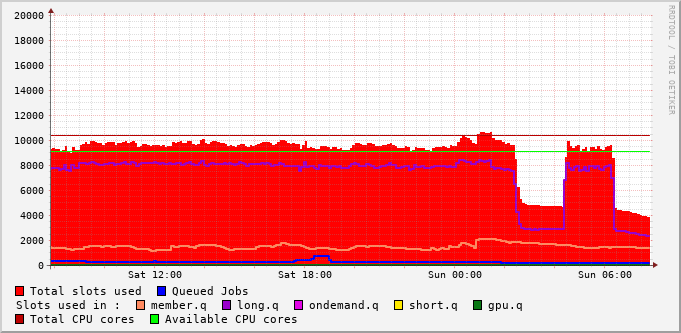 20000
18000
16000
14000
12000
10000
8000
6000
4000
2000
0
Sat 12:00 Sat 18:00 Sun 00:00 Sun 06:00
RRDTOOL / TOBI OETIKER
Total slots used Queued Jobs
Slots used in : member.q long.q ondemand.q short.q gpu.q
Total CPU cores Available CPU cores